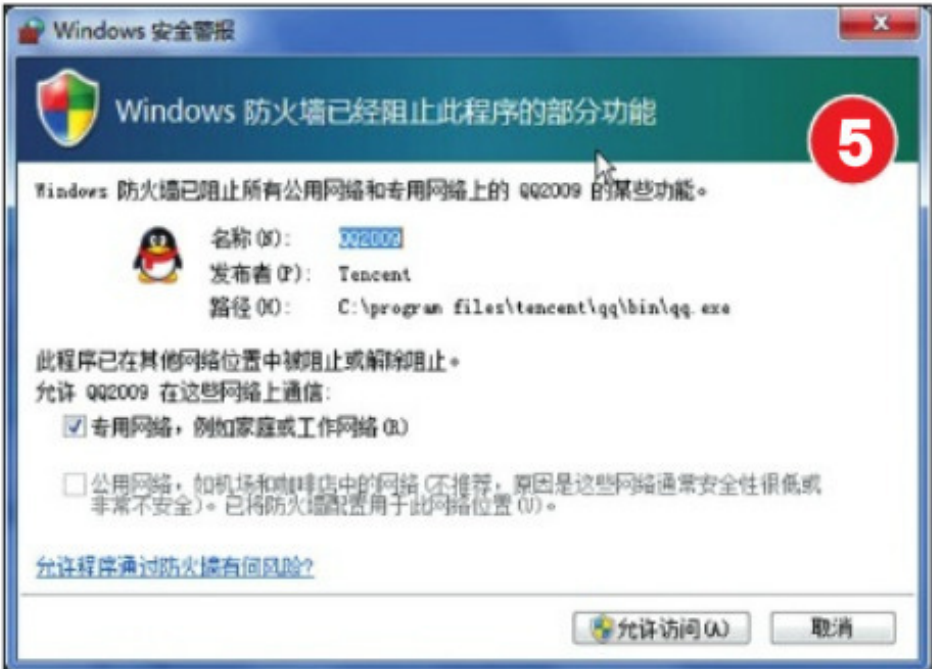 Windows 安全警报
Windows 防火墙已经阻止此程序的部分功能
5
Windows 防火墙已阻止所有公用网络和专用网络上的 QQ2009 的某些功能。
名称(N): QQ2009
发布者(P): Tencent
路径(H): C:\program files\tencent\qq\bin\qq.exe
此程序已在其他网络位置中被阻止或解除阻止。
允许 QQ2009 在这些网络上通信:
专用网络，例如家庭或工作网络(R)
公用网络，如机场和咖啡店中的网络(不推荐，原因是这些网络通常安全性很低或
非常不安全)。已将防火墙配置用于此网络位置(U)。
允许程序通过防火墙有何风险?
允许访问(A) 取消